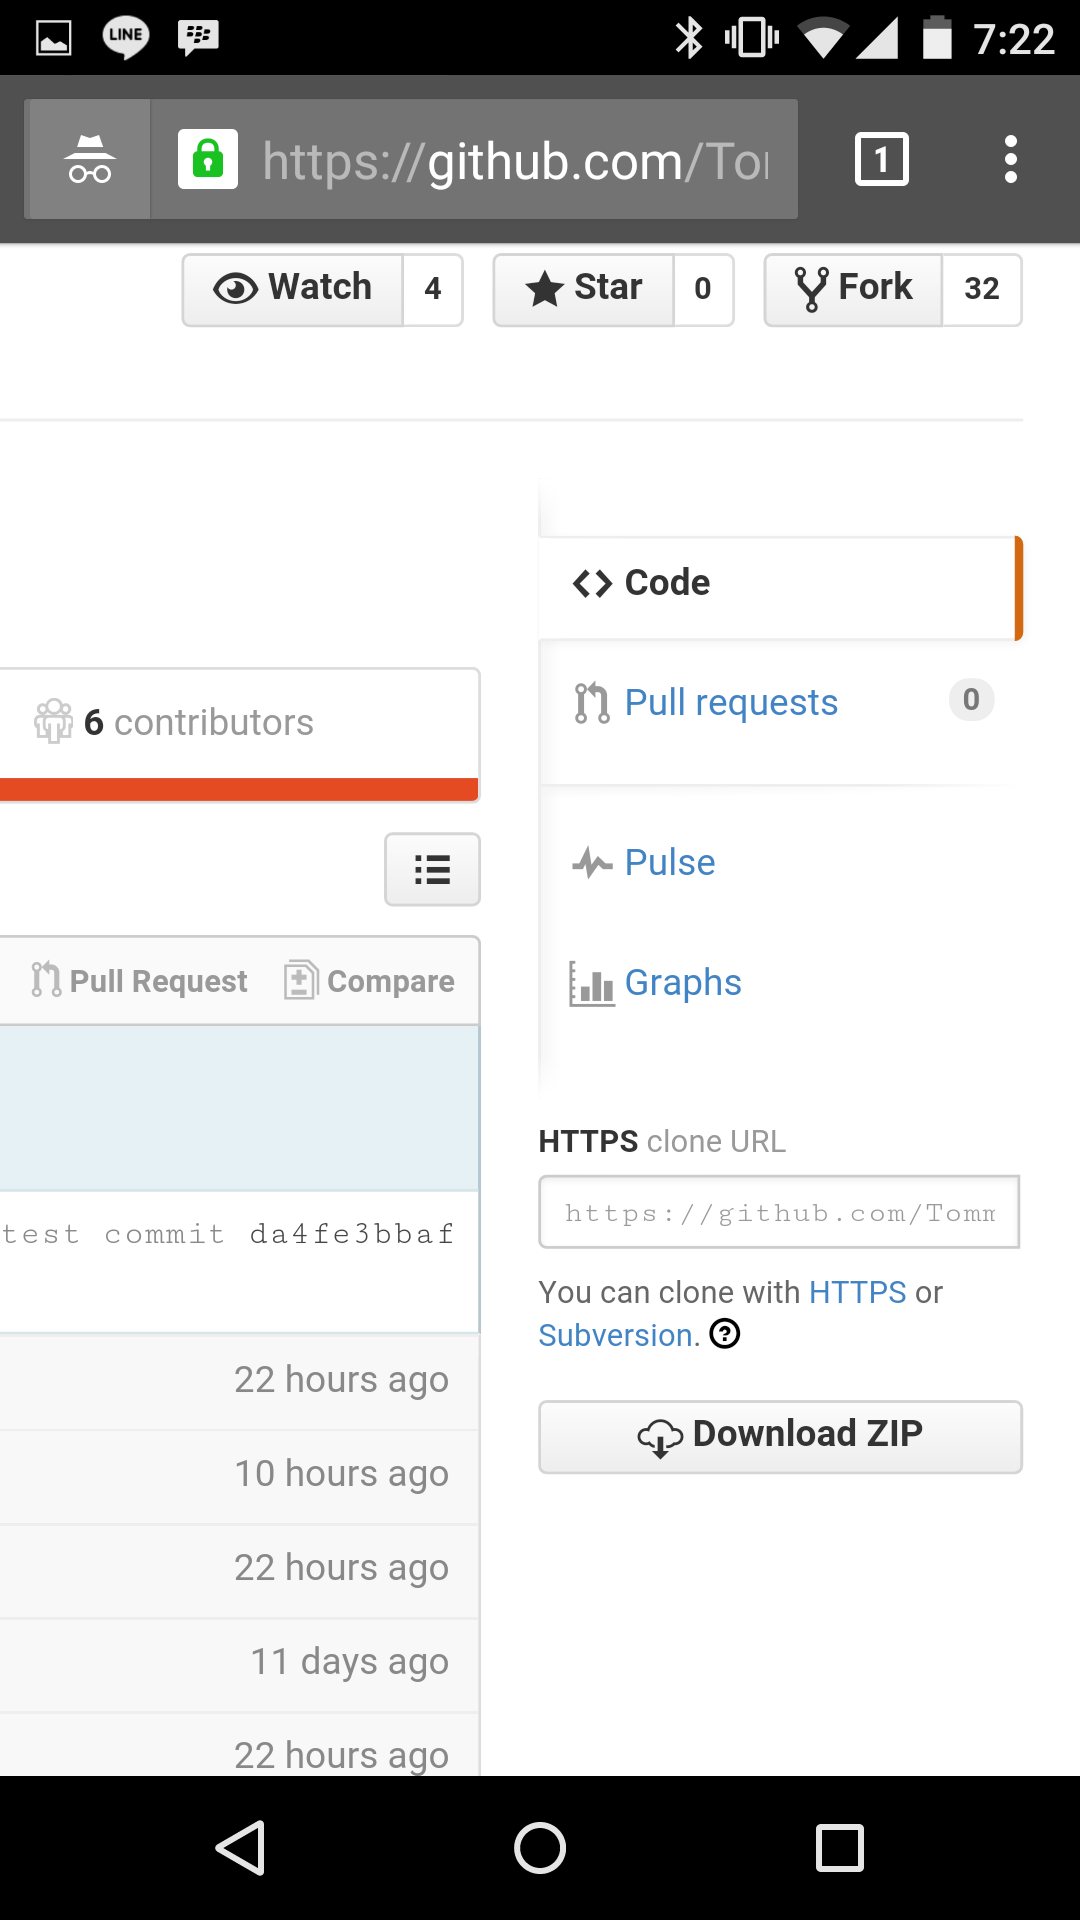 LINE
7:22
https://github.com/To
1
Watch 4
Star 0
Fork 32
Code
Pull requests 0
6 contributors
Pulse
Pull Request
Compare
Graphs
HTTPS clone URL
https://github.com/Tomm
test commit da4fe3bbaf
You can clone with HTTPS or
Subversion.
22 hours ago
Download ZIP
10 hours ago
22 hours ago
11 days ago
22 hours ago